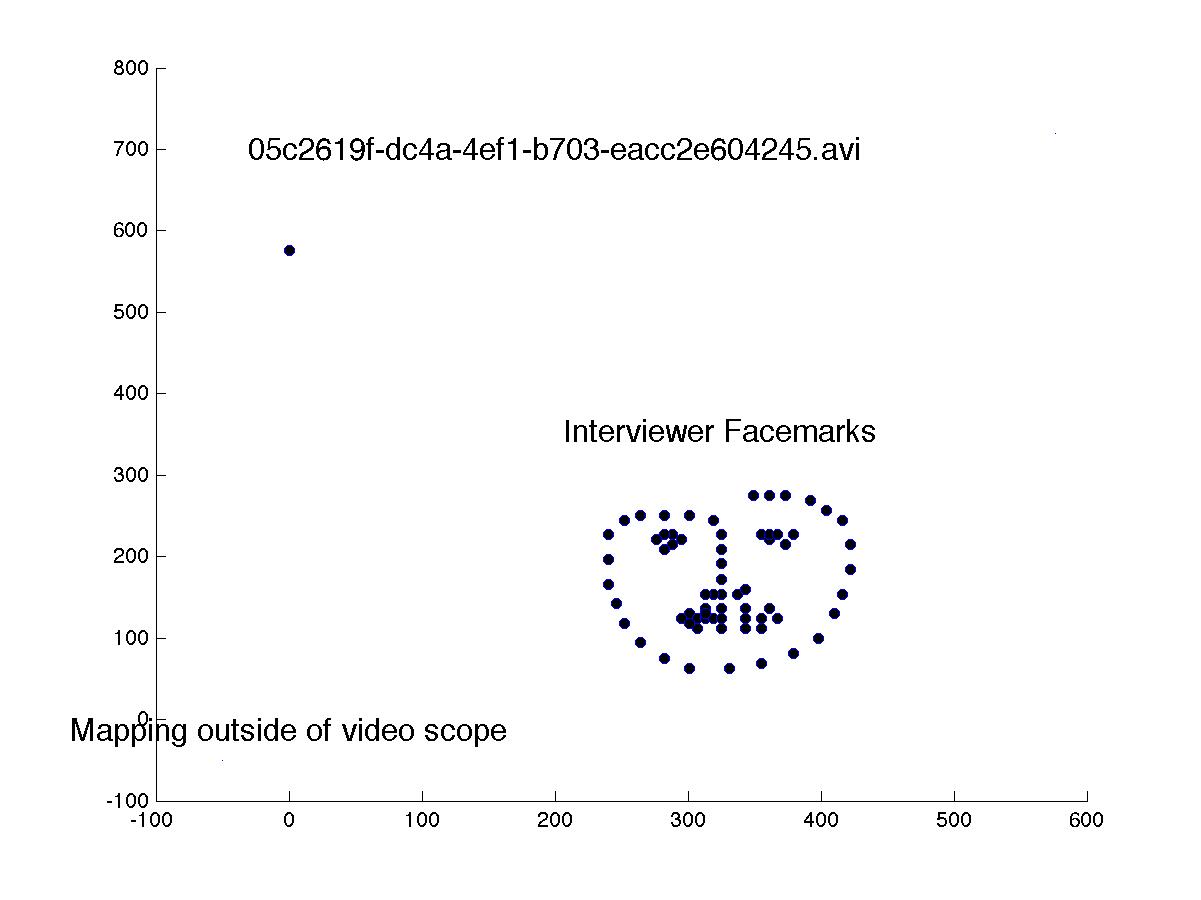 800
700
05c2619f-dc4a-4ef1-b703-eacc2e604245.avi
600
500
400
Interviewer Facemarks
300
200
100
0
Mapping outside of video scope
-100
-100 0 100 200 300 400 500 600